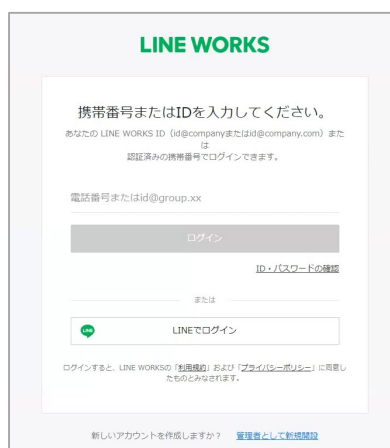 LINE WORKS
携帯番号またはIDを入力してください。
あなたの LINE WORKS ID（id@companyまたはid@company.com）また
は
認証済みの携帯番号でログインできます。
電話番号またはid@group.xx
ログイン
ID・パスワードの確認
または
LINE
LINEでログイン
ログインすると、LINE WORKSの「利用規約」および「プライバシーポリシー」に同意し
たものとみなされます。
新しいアカウントを作成しますか？ 管理者として新規開設